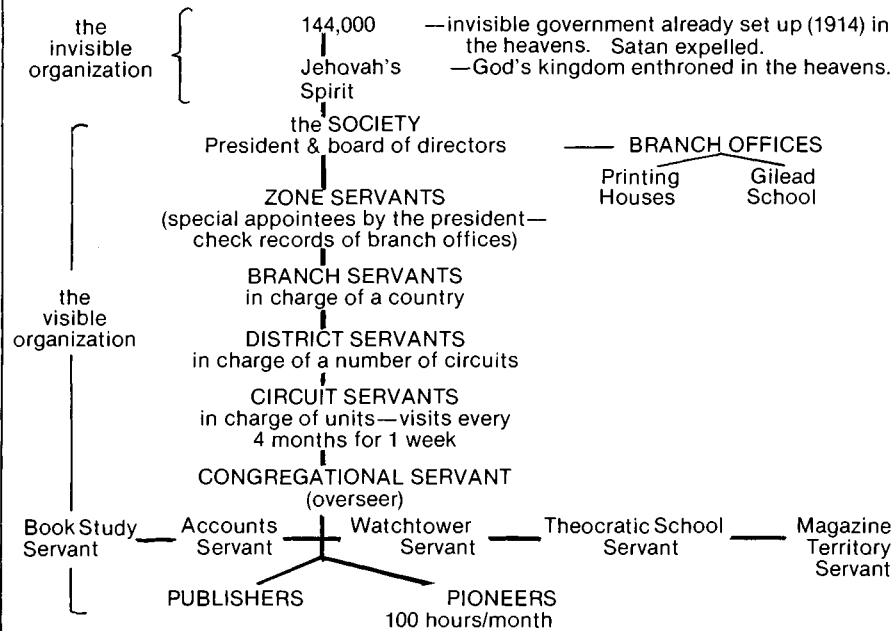 the
invisible
organization
144,000 —invisible government already set up (1914) in
the heavens. Satan expelled.
Jehovah's —God's kingdom enthroned in the heavens.
Spirit
the SOCIETY
President & board of directors — BRANCH OFFICES
Printing Gilead
Houses School
ZONE SERVANTS
(special appointees by the president—
check records of branch offices)
BRANCH SERVANTS
in charge of a country
the
visible
organization
DISTRICT SERVANTS
in charge of a number of circuits
CIRCUIT SERVANTS
in charge of units—visits every
4 months for 1 week
CONGREGATIONAL SERVANT
(overseer)
Book Study Accounts Watchtower Theocratic School Magazine
Servant Servant Servant Servant Territory
Servant
PUBLISHERS PIONEERS
100 hours/month